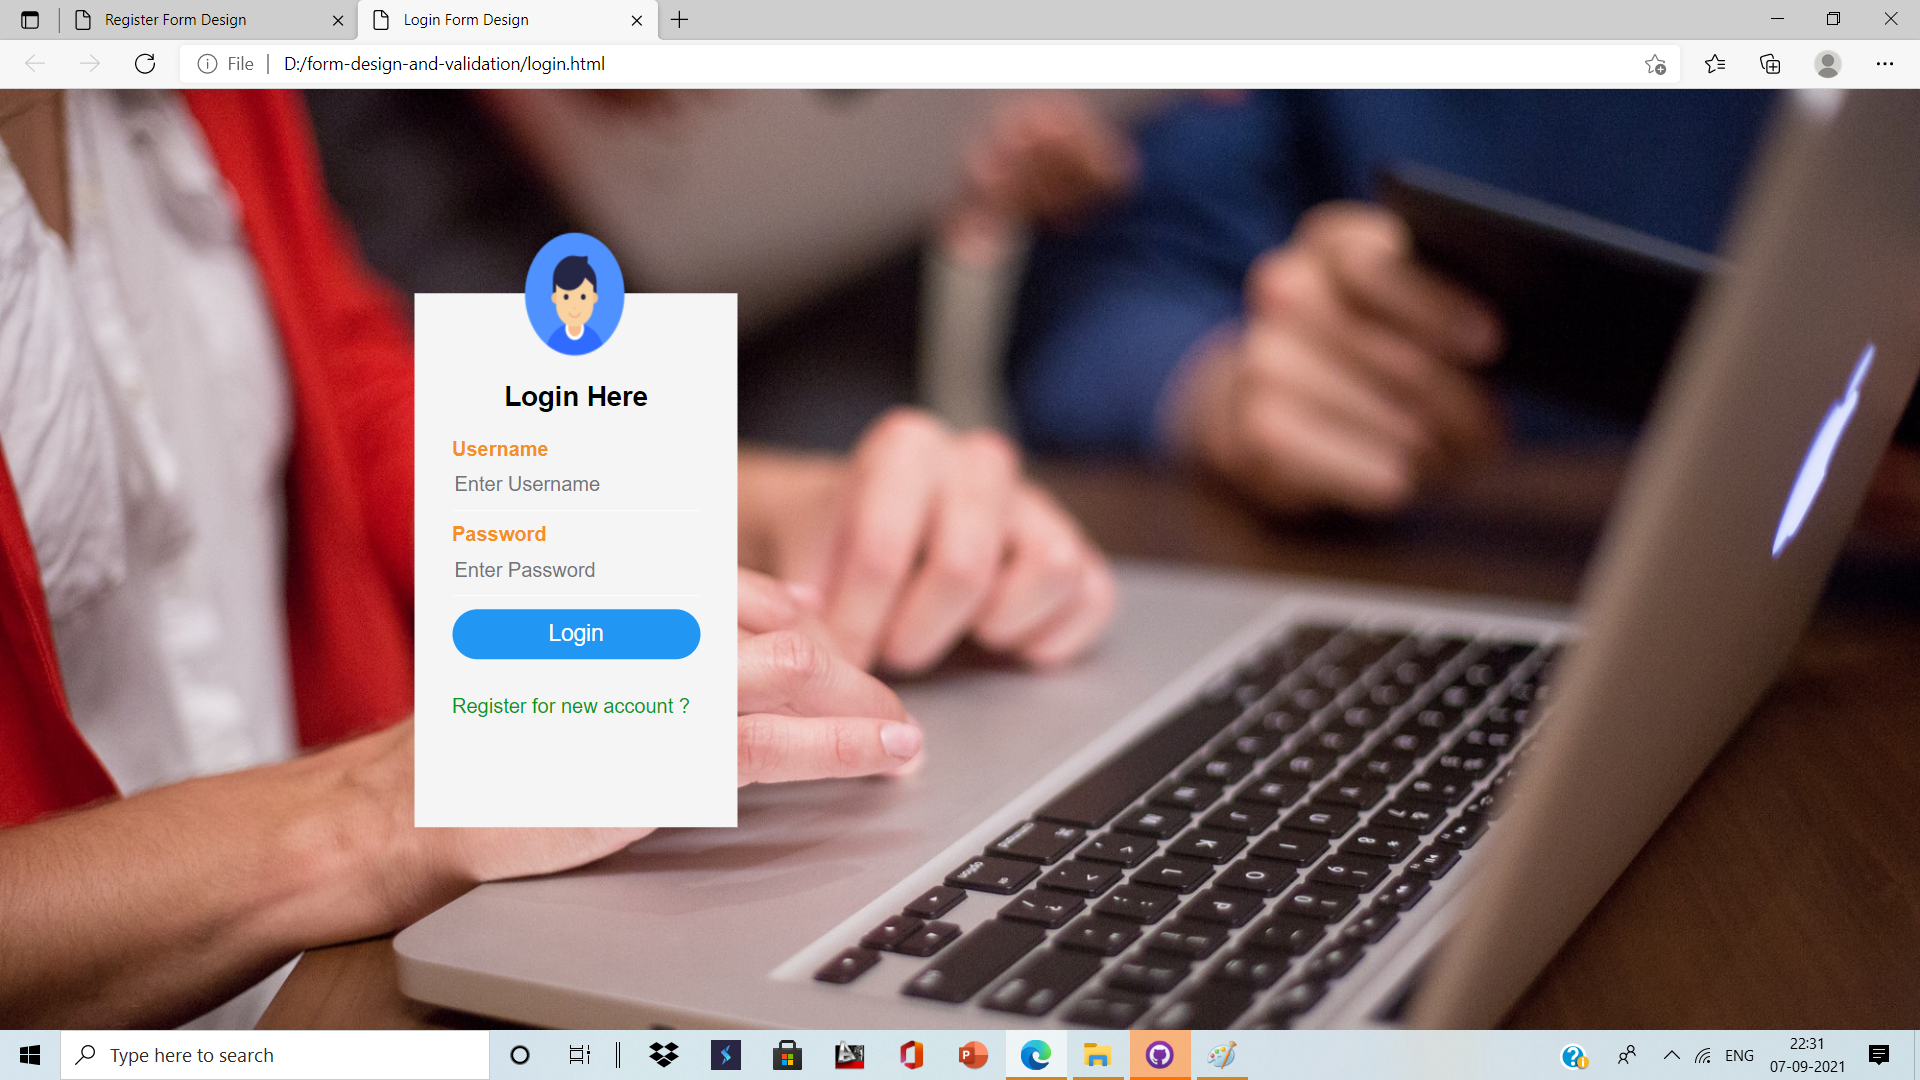 Register Form Design
Login Form Design
File
D:/form-design-and-validation/login.html
Login Here
Username
Enter Username
Password
Enter Password
Login
Register for new account ?
Type here to search
ENG
22:31
07-09-2021